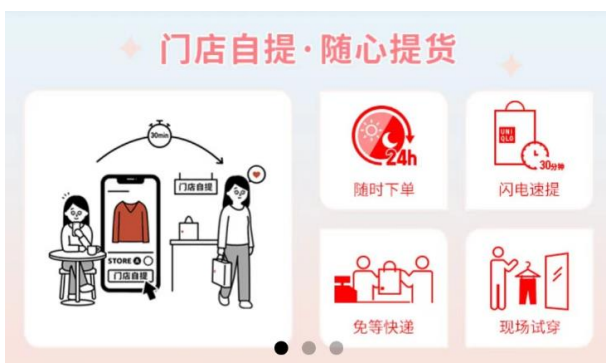 门店自提·随心提货
30min
门店自提
STORE A
门店自提
24h
随时下单
UNI
QLO
30分钟
闪电速提
免等快递
现场试穿